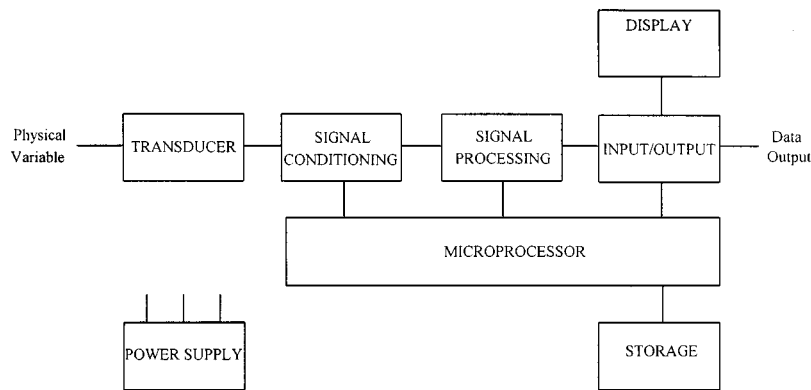 DISPLAY
Physical
Variable
TRANSDUCER
SIGNAL
CONDITIONING
SIGNAL
PROCESSING
INPUT/OUTPUT
Data
Output
MICROPROCESSOR
POWER SUPPLY
STORAGE